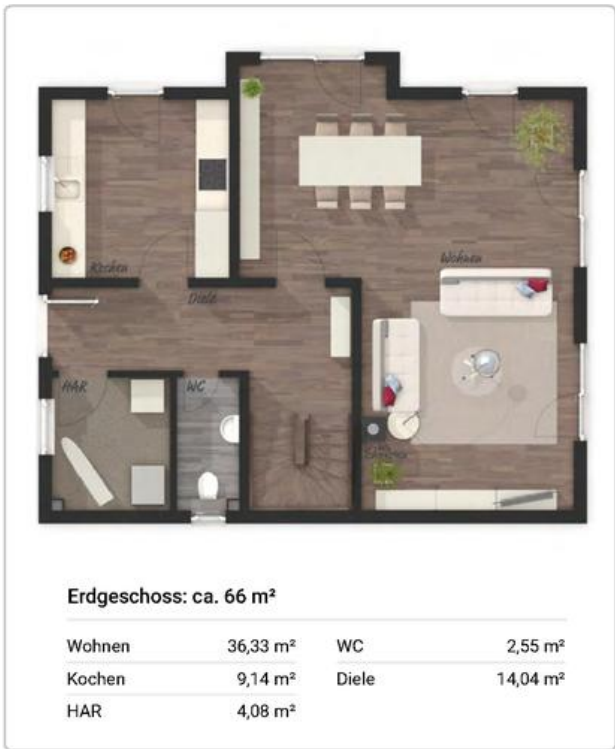 Wohnen
Kochen
Diele
HAR
WC
Erdgeschoss: ca. 66 m²
Wohnen 36,33 m² WC 2,55 m²
Kochen 9,14 m² Diele 14,04 m²
HAR 4,08 m²